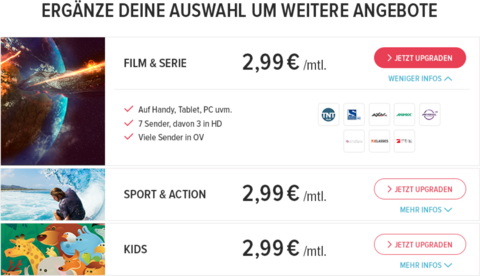 ERGÄNZE DEINE AUSWAHL UM WEITERE ANGEBOTE
FILM & SERIE
2,99 € /mtl.
JETZT UPGRADEN
WENIGER INFOS
Auf Handy, Tablet, PC uvm.
7 Sender, davon 3 in HD
Viele Sender in OV
TNT
SPORT & ACTION
2,99 € /mtl.
JETZT UPGRADEN
MEHR INFOS
KIDS
2,99 € /mtl.
JETZT UPGRADEN
MEHR INFOS